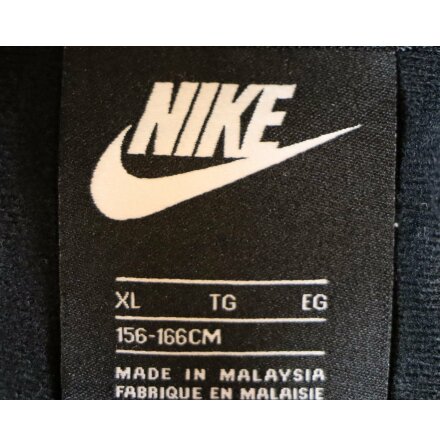 NIKE
XL TG EG
156-166CM
MADE IN MALAYSIA
FABRIQUE EN MALAISIE